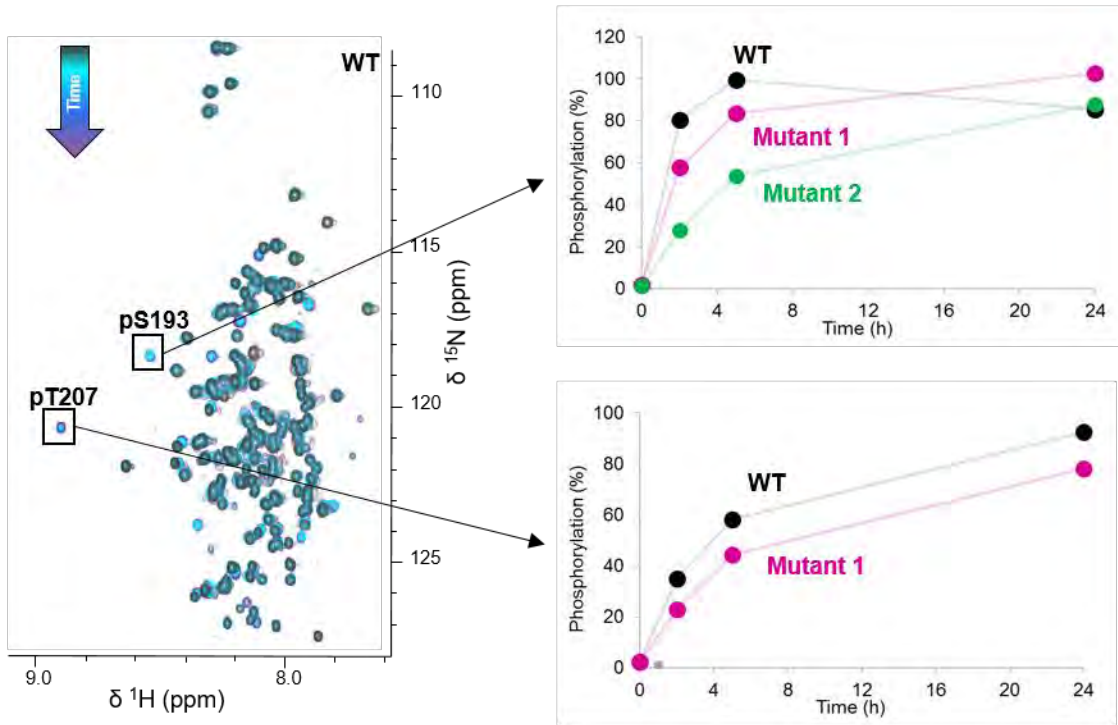 Time
WT
110
115
120
125
δ ¹⁵N (ppm)
pS193
pT207
9.0 8.0
δ ¹H (ppm)
120
100
80
60
40
20
0
Phosphorylation (%)
WT
Mutant 1
Mutant 2
0 4 8 12 16 20 24
Time (h)
100
80
60
40
20
0
Phosphorylation (%)
WT
Mutant 1
0 4 8 12 16 20 24
Time (h)